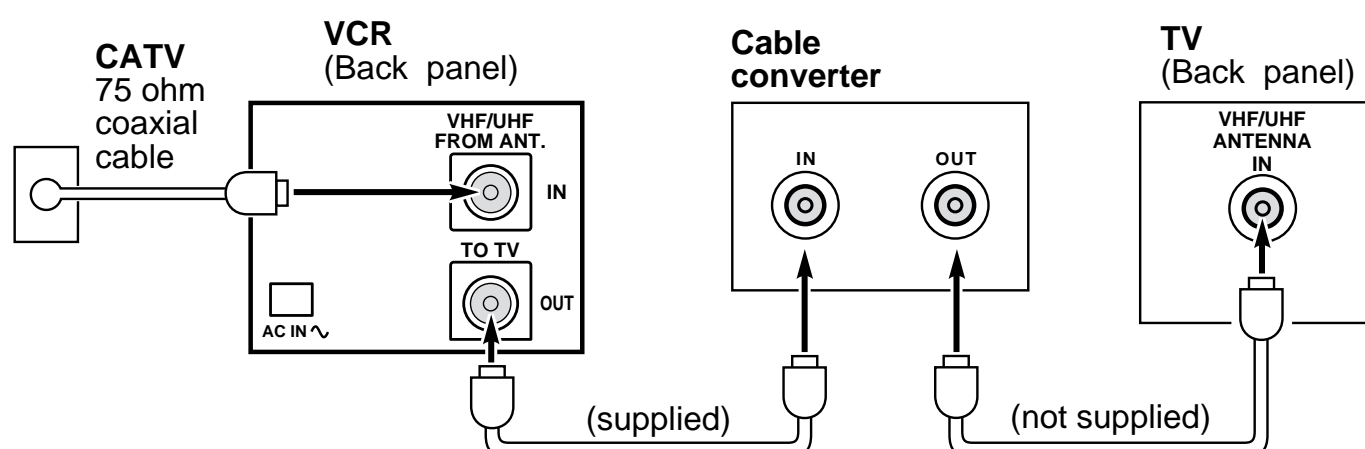 CATV
75 ohm
coaxial
cable
VCR
(Back panel)
VHF/UHF
FROM ANT.
IN
TO TV
OUT
AC IN
(supplied)
Cable
converter
IN
OUT
(not supplied)
TV
(Back panel)
VHF/UHF
ANTENNA
IN